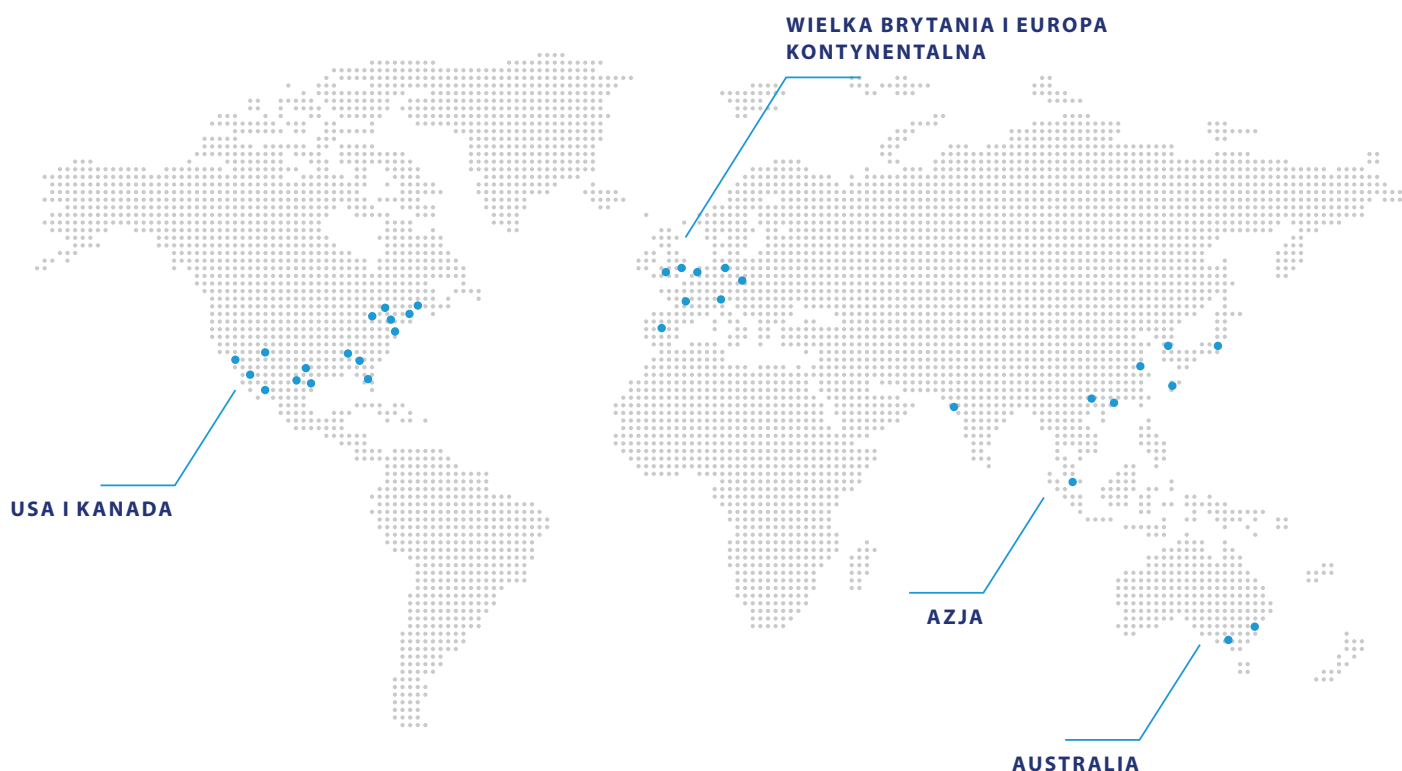 WIELKA BRYTANIA I EUROPA
KONTYNENTALNA
USA I KANADA
AZJA
AUSTRALIA